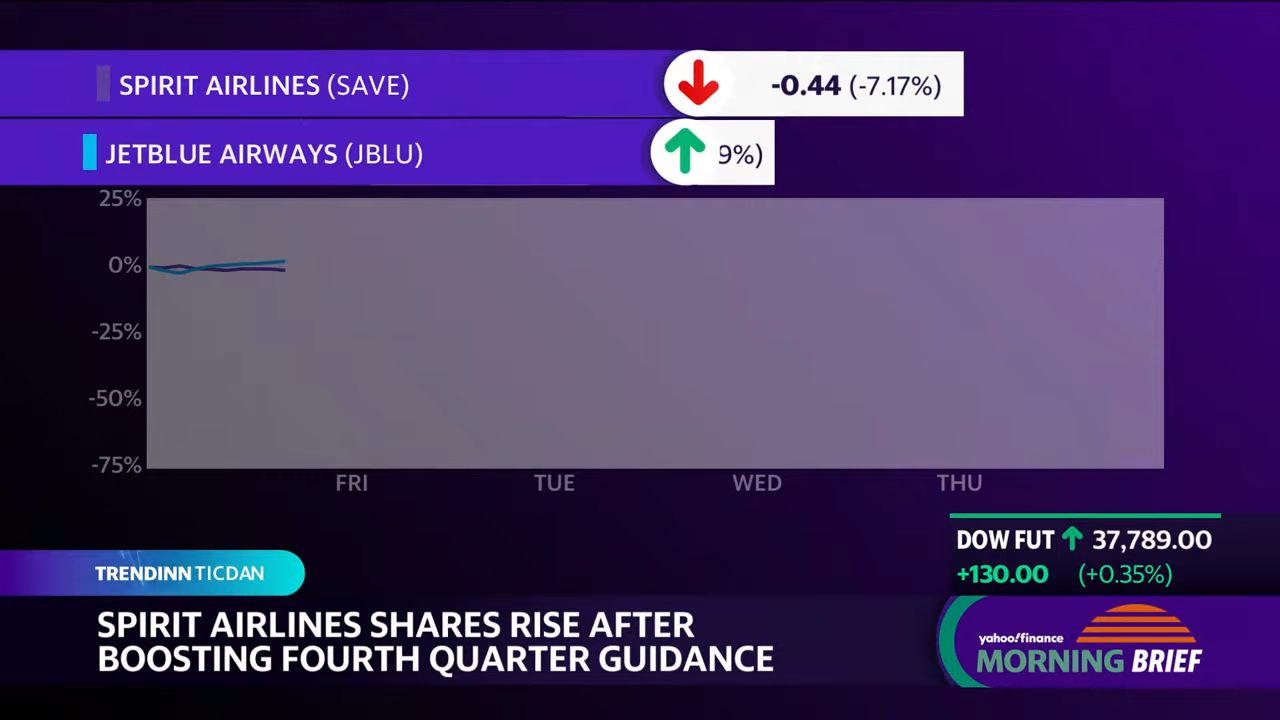 SPIRIT AIRLINES (SAVE) -0.44 (-7.17%)
JETBLUE AIRWAYS (JBLU) 9%)
25%
0%
-25%
-50%
-75%
FRI TUE WED THU
DOW FUT 37,789.00
+130.00 (+0.35%)
TRENDINN TICDAN
SPIRIT AIRLINES SHARES RISE AFTER
BOOSTING FOURTH QUARTER GUIDANCE
yahoo!finance
MORNING BRIEF